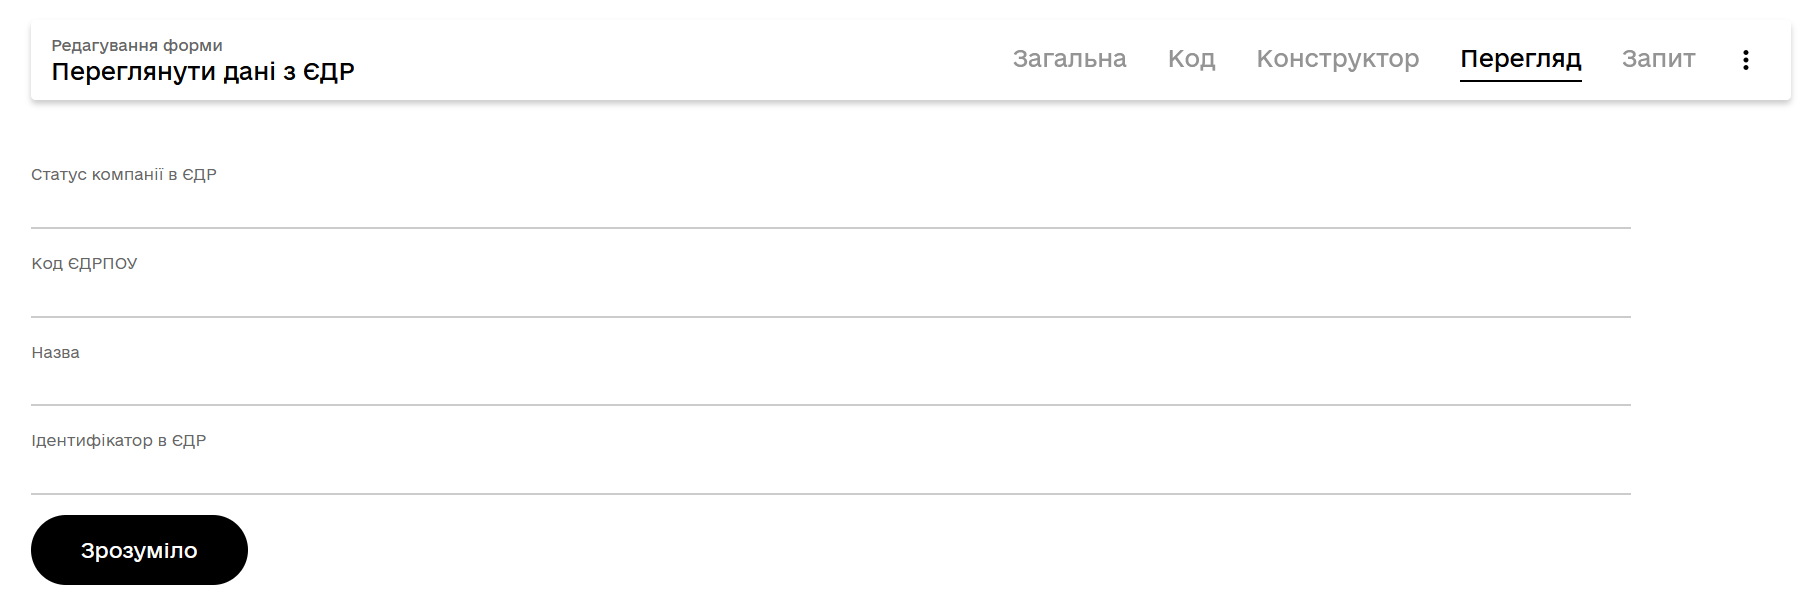 Редагування форми
Переглянути дані з ЄДР
Загальна Код Конструктор Перегляд Запит
Статус компанії в ЄДР
Код ЄДРПОУ
Назва
Ідентифікатор в ЄДР
Зрозуміло